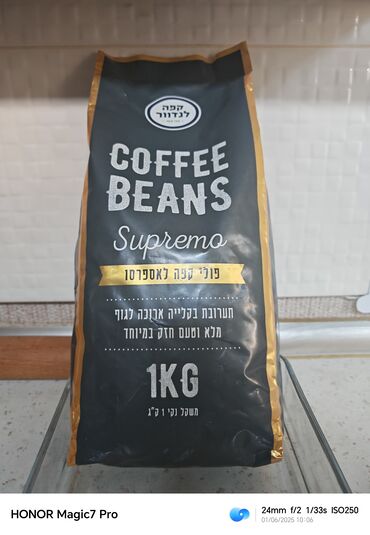 קפה
לנדוור
COFFEE
BEANS
Supremo
פולי קפה לאספרסו
תערובת בקלייה ארוכה לגוף
מלא וטעם חזק במיוחד
1KG
משקל נקי 1 ק"ג
HONOR Magic7 Pro
24mm f/2 1/33s ISO250
01/06/2025 10:06